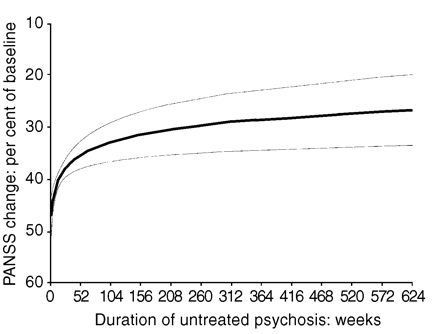 PANSS change: per cent of baseline
10
20
30
40
50
60
0 52 104 156 208 260 312 364 416 468 520 572 624
Duration of untreated psychosis: weeks